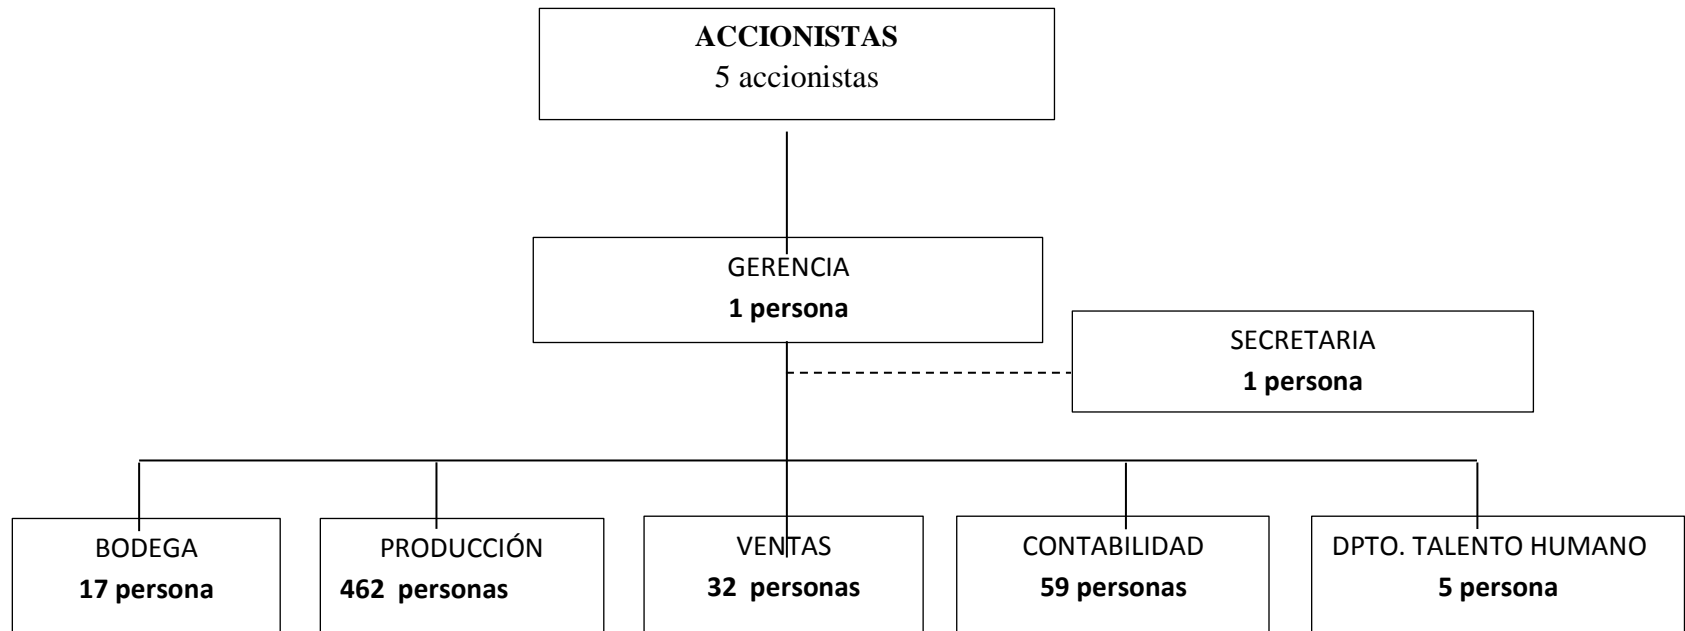 ACCIONISTAS
5 accionistas
GERENCIA
1 persona
SECRETARIA
1 persona
BODEGA
17 persona
PRODUCCIÓN
462 personas
VENTAS
32 personas
CONTABILIDAD
59 personas
DPTO. TALENTO HUMANO
5 persona